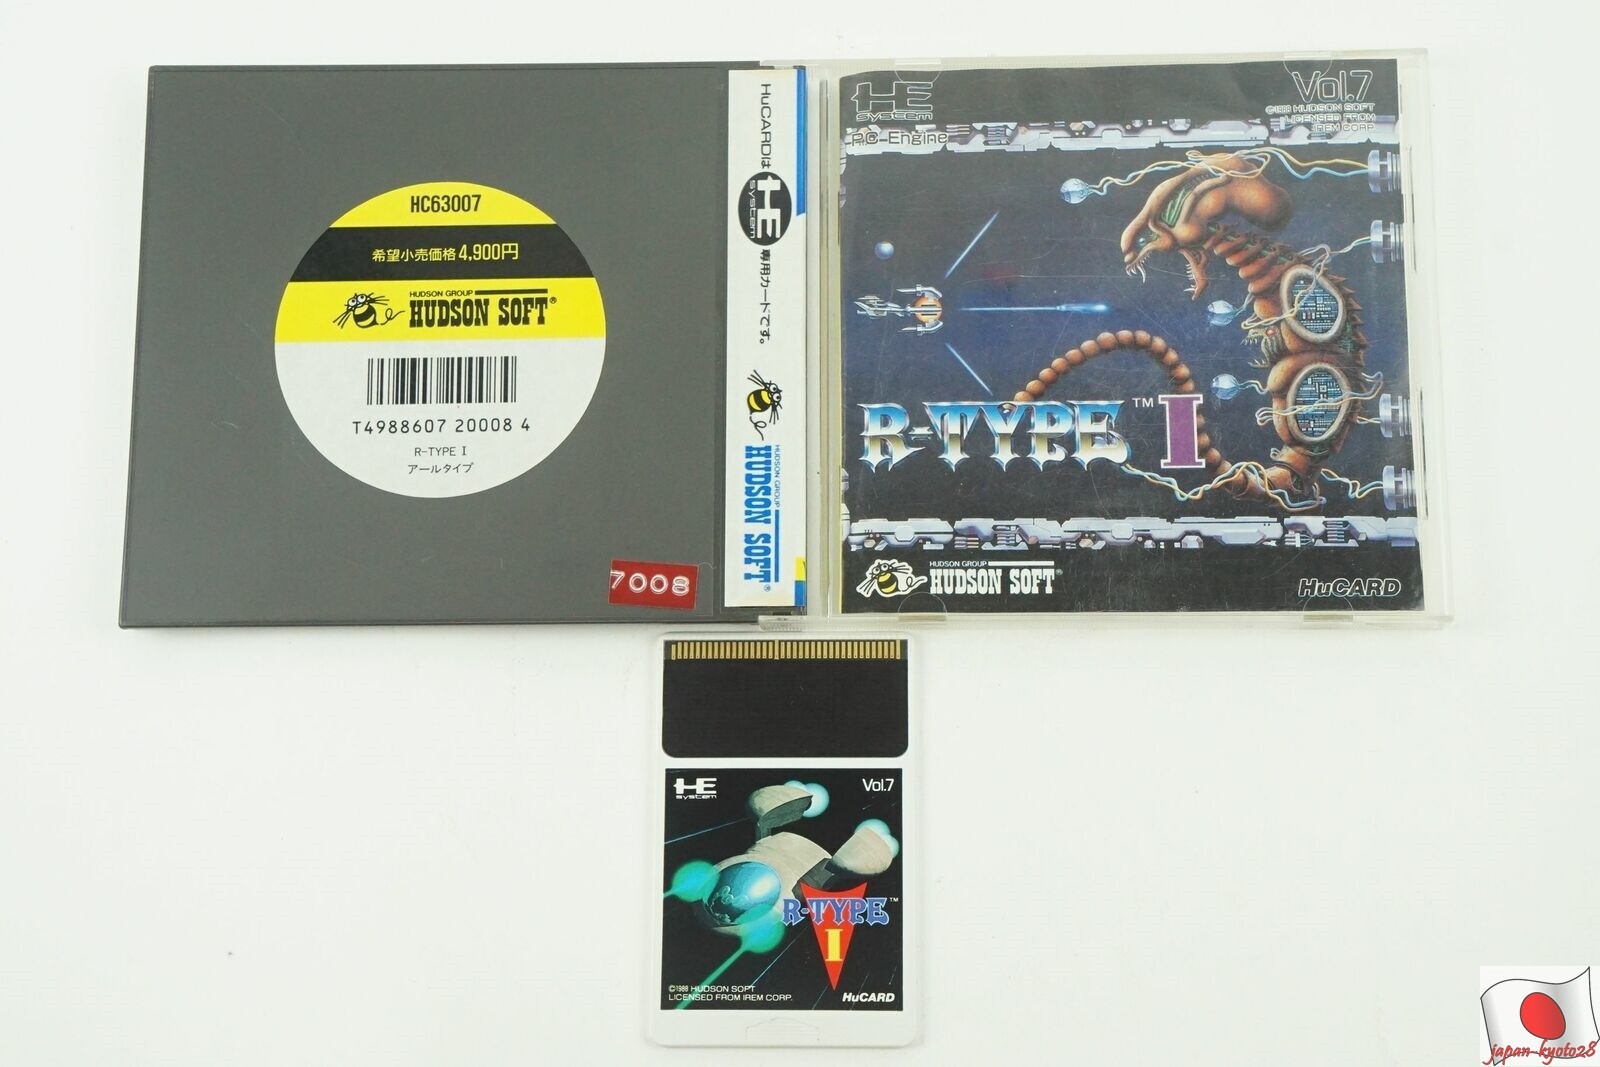 HC63007
希望小売価格4,900円
HUDSON GROUP
HUDSON SOFT®
T4988607 20008 4
R-TYPE I
アールタイプ
7008
HuCARDは
HE
system
専用カードです。
HUDSON GROUP
HUDSON SOFT®
HE
system
PC Engine
Vol.7
©1988 HUDSON SOFT
LICENSED FROM
IREM CORP.
R-TYPE™ I
HUDSON GROUP
HUDSON SOFT®
HuCARD
HE
system
Vol.7
R-TYPE™
I
©1988 HUDSON SOFT
LICENSED FROM IREM CORP.
HuCARD
japan-kyoto28